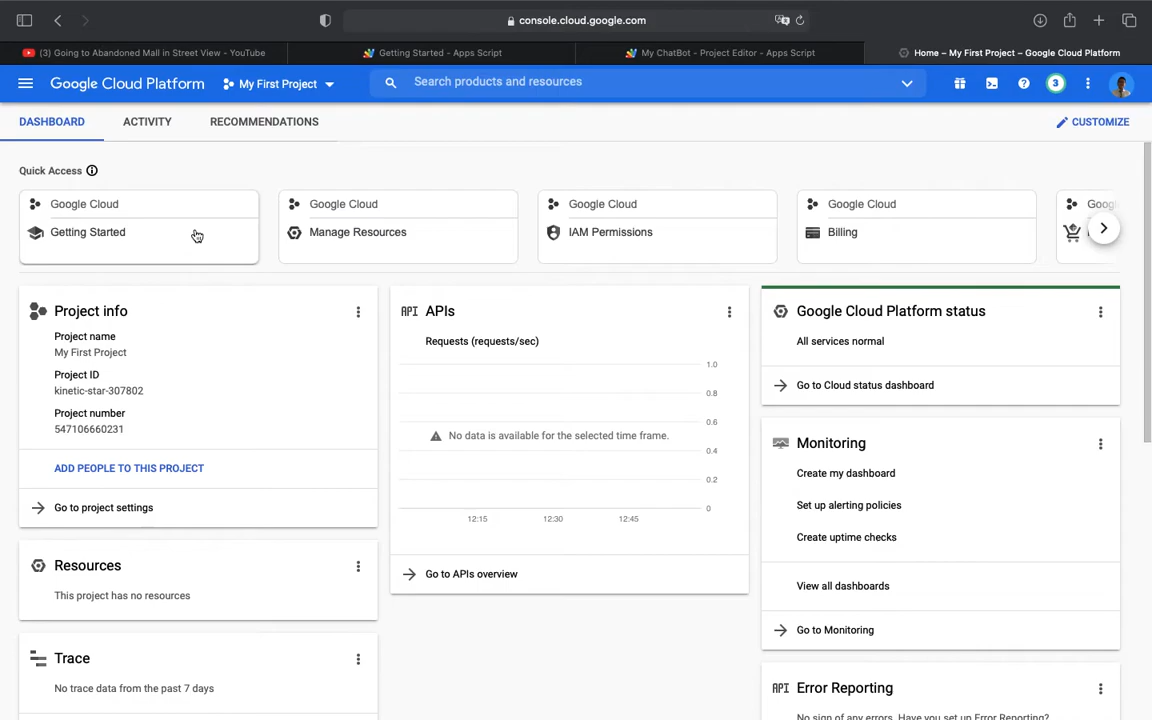 console.cloud.google.com
(3) Going to Abandoned Mall in Street View - YouTube
Getting Started - Apps Script
My ChatBot - Project Editor - Apps Script
Home – My First Project – Google Cloud Platform
Google Cloud Platform
My First Project
Search products and resources
3
DASHBOARD
ACTIVITY
RECOMMENDATIONS
CUSTOMIZE
Quick Access
Google Cloud
Getting Started
Google Cloud
Manage Resources
Google Cloud
IAM Permissions
Google Cloud
Billing
Goog
Project info
Project name
My First Project
Project ID
kinetic-star-307802
Project number
547106660231
ADD PEOPLE TO THIS PROJECT
Go to project settings
Resources
This project has no resources
Trace
No trace data from the past 7 days
API APIs
Requests (requests/sec)
1.0
0.8
No data is available for the selected time frame.
0.6
0.4
0.2
0
12:15
12:30
12:45
Go to APIs overview
Google Cloud Platform status
All services normal
Go to Cloud status dashboard
Monitoring
Create my dashboard
Set up alerting policies
Create uptime checks
View all dashboards
Go to Monitoring
API Error Reporting
No sign of any errors. Have you set up Error Reporting?